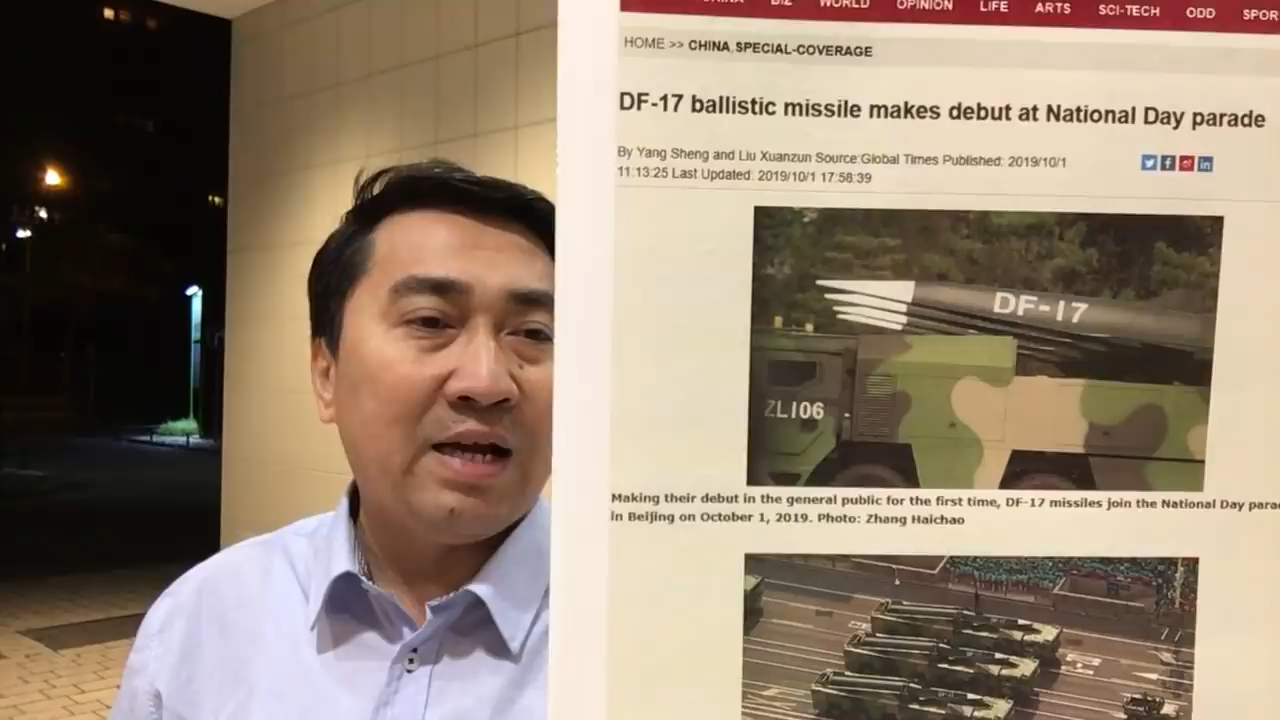 BIZ WORLD OPINION LIFE ARTS SCI-TECH ODD
HOME >> CHINA, SPECIAL-COVERAGE
DF-17 ballistic missile makes debut at National Day parade
By Yang Sheng and Liu Xuanzun Source:Global Times Published: 2019/10/1
11:13:25 Last Updated: 2019/10/1 17:58:39
DF-17
ZL106
Making their debut in the general public for the first time, DF-17 missiles join the National Day
in Beijing on October 1, 2019. Photo: Zhang Haichao